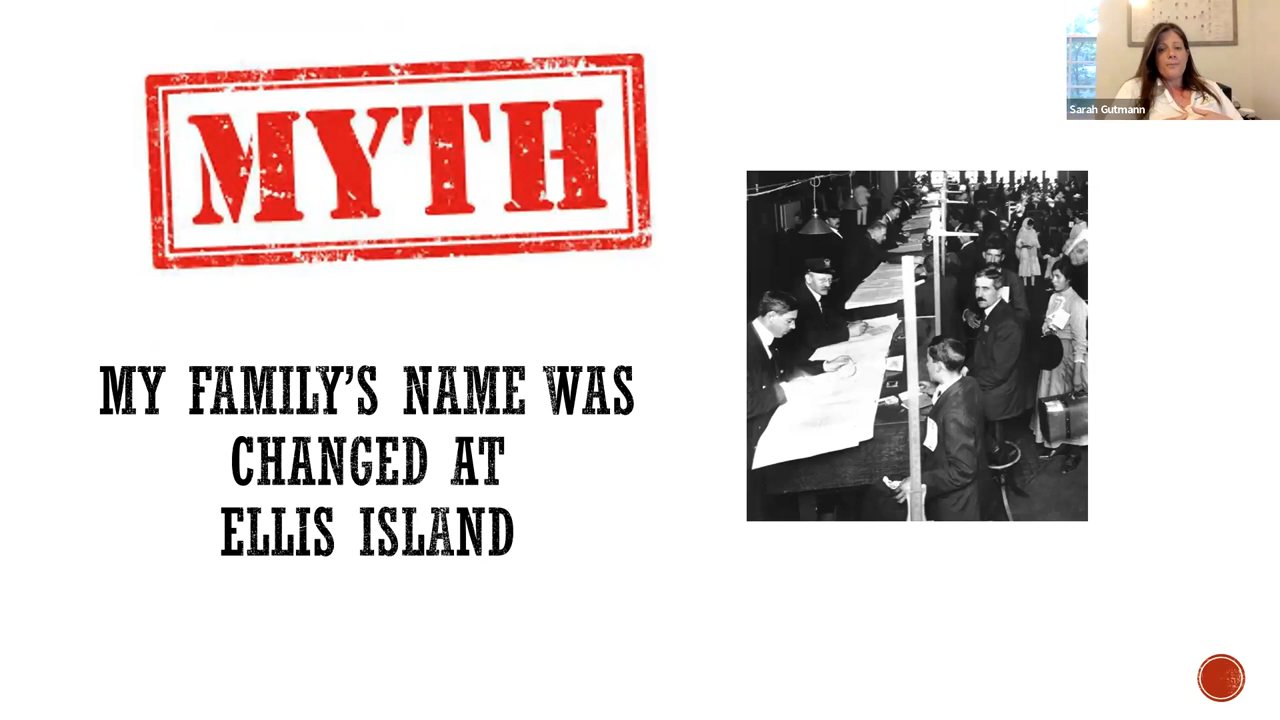 MYTH
Sarah Gutmann
MY FAMILY’S NAME WAS
CHANGED AT
ELLIS ISLAND